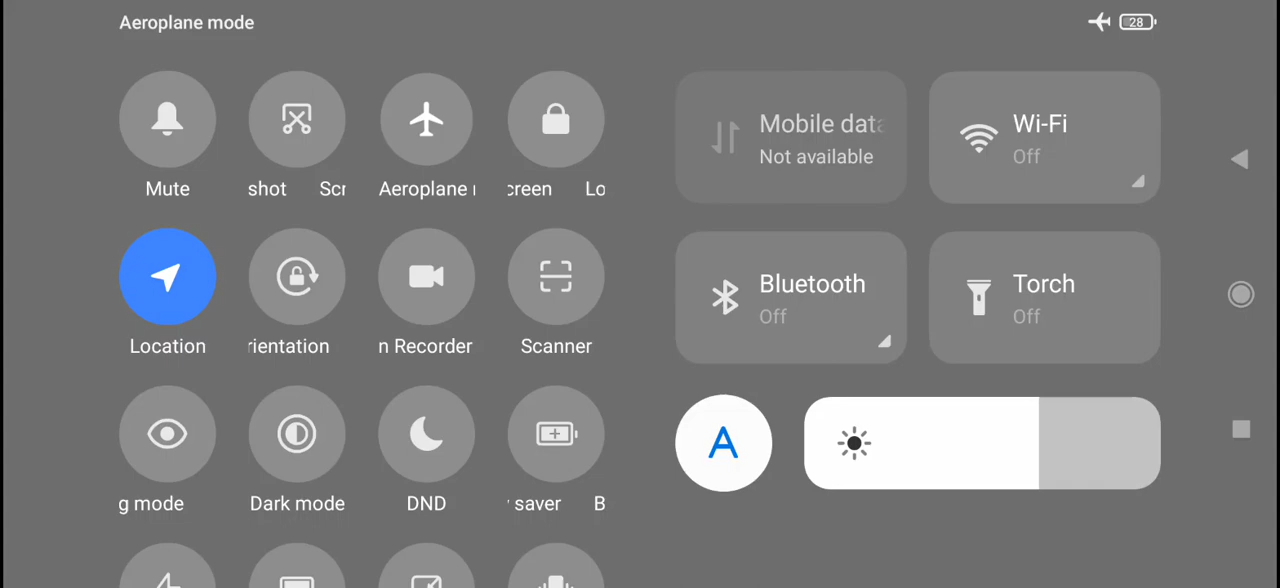 Aeroplane mode
28
Mute
shot Scr
Aeroplane
creen Lo
Mobile data
Not available
Wi-Fi
Off
Location
rientation
n Recorder
Scanner
Bluetooth
Off
Torch
Off
g mode
Dark mode
DND
saver B
A